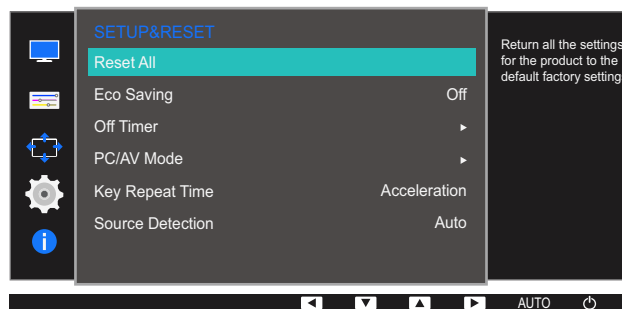 SETUP&RESET
Reset All
Eco Saving Off
Off Timer
PC/AV Mode
Key Repeat Time Acceleration
Source Detection Auto
Return all the settings
for the product to the
default factory setting
AUTO